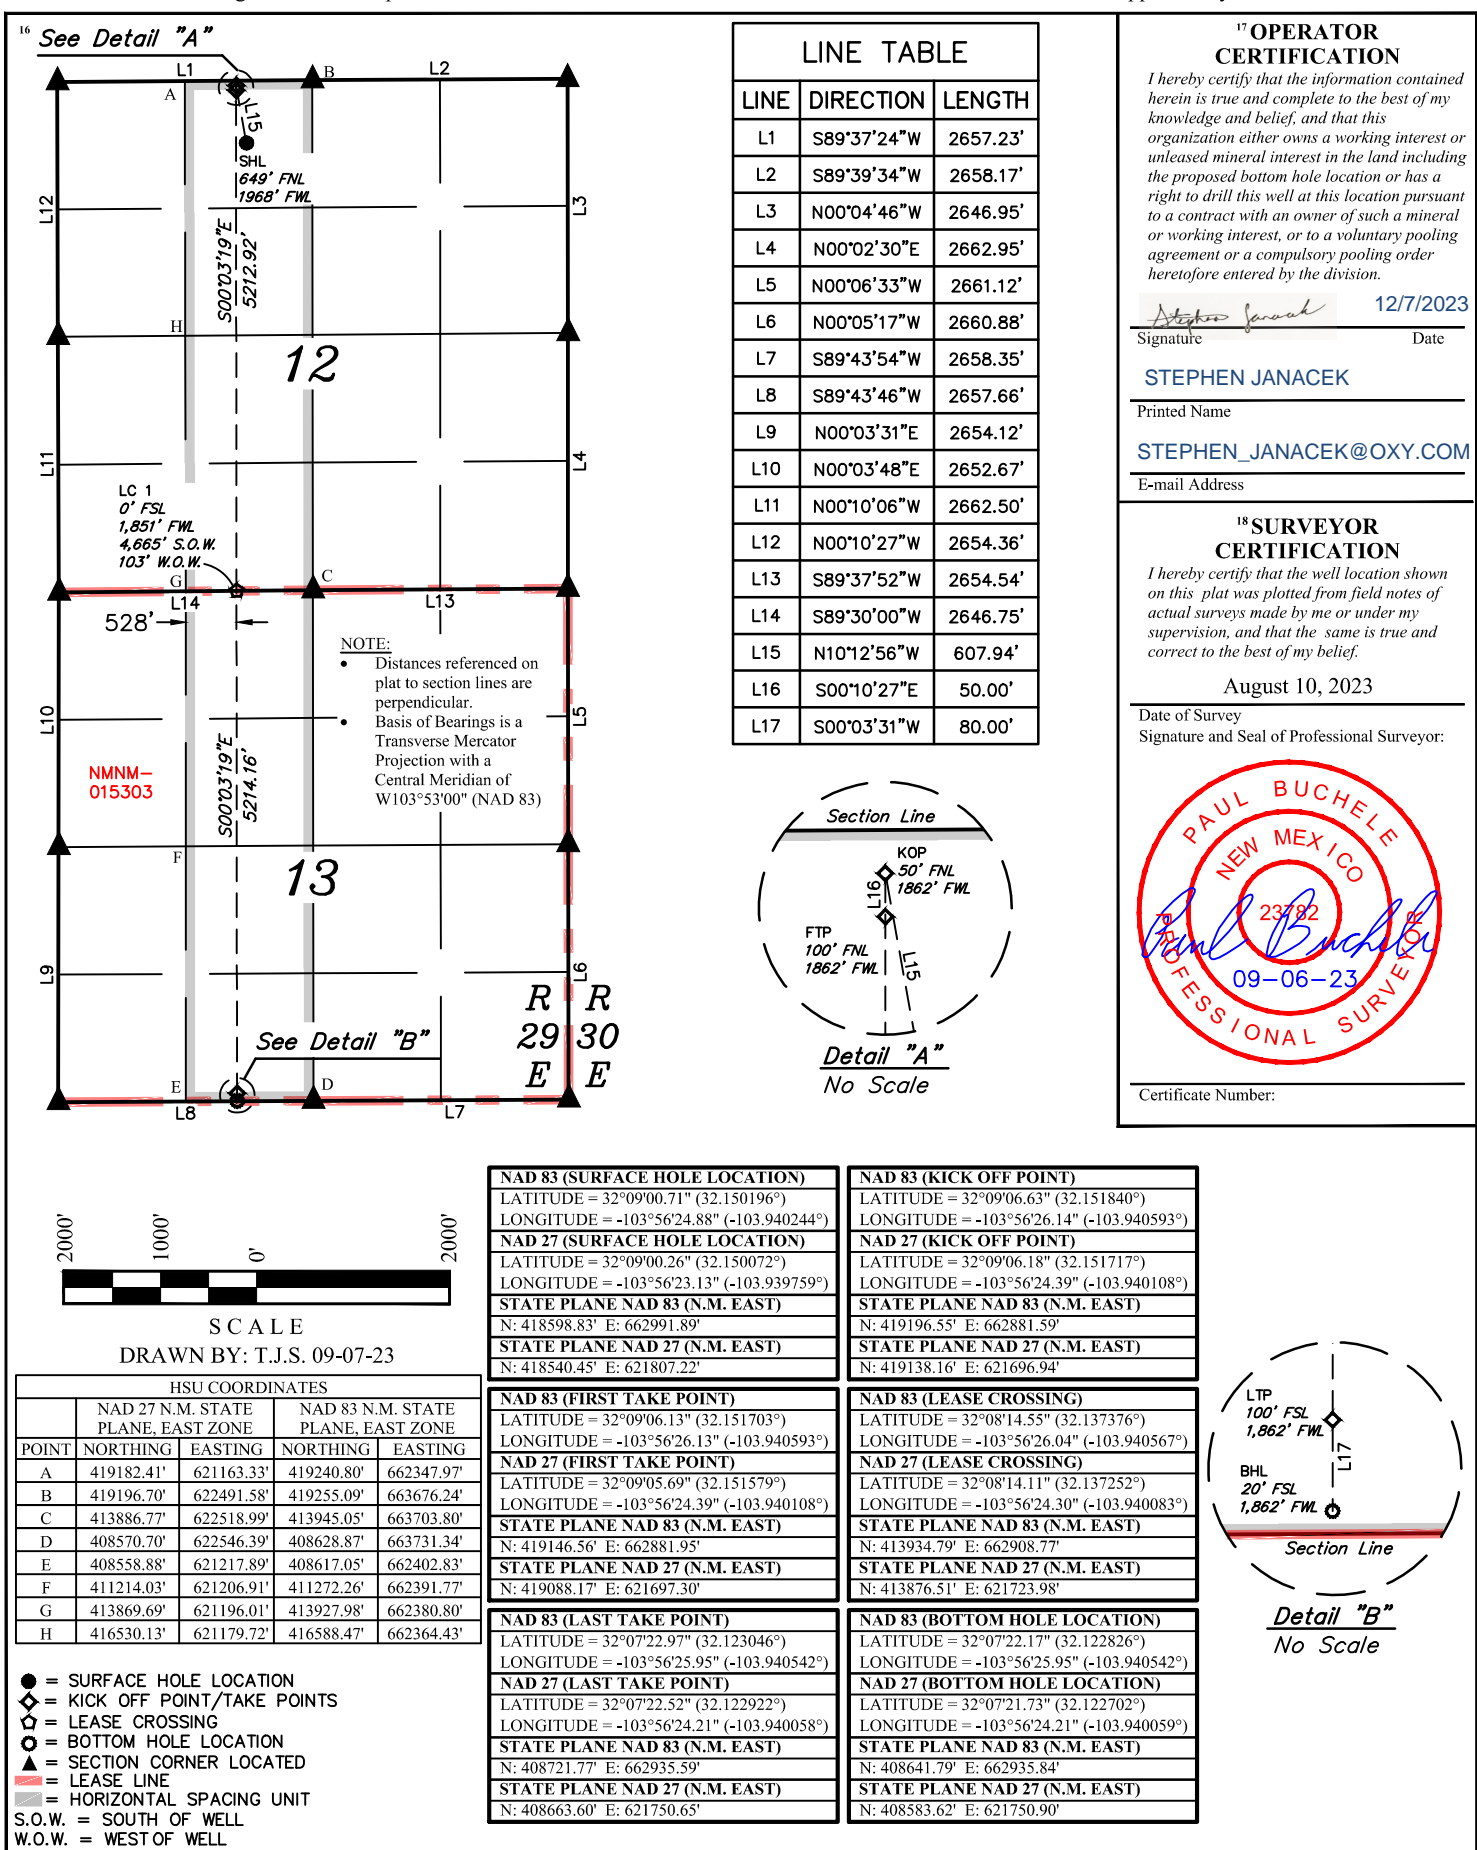 16 See Detail "A"
L1
B
L2
A
L15
SHL
649' FNL
1968' FWL
L12
L3
S00°03'19"E
5212.92'
H
12
L11
L4
LC 1
0' FSL
1,851' FWL
4,665' S.O.W.
103' W.O.W.
G
C
L14
L13
528'
NOTE:
• Distances referenced on
plat to section lines are
perpendicular.
• Basis of Bearings is a
Transverse Mercator
Projection with a
Central Meridian of
W103°53'00" (NAD 83)
L10
L5
NMNM-
015303
S00°03'19"E
5214.16'
F
13
L9
L6
R R
29 30
E E
See Detail "B"
E
D
L8
L7
LINE TABLE
LINE DIRECTION LENGTH
L1 S89°37'24"W 2657.23'
L2 S89°39'34"W 2658.17'
L3 N00°04'46"W 2646.95'
L4 N00°02'30"E 2662.95'
L5 N00°06'33"W 2661.12'
L6 N00°05'17"W 2660.88'
L7 S89°43'54"W 2658.35'
L8 S89°43'46"W 2657.66'
L9 N00°03'31"E 2654.12'
L10 N00°03'48"E 2652.67'
L11 N00°10'06"W 2662.50'
L12 N00°10'27"W 2654.36'
L13 S89°37'52"W 2654.54'
L14 S89°30'00"W 2646.75'
L15 N10°12'56"W 607.94'
L16 S00°10'27"E 50.00'
L17 S00°03'31"W 80.00'
Section Line
KOP
50' FNL
1862' FWL
L16
FTP
100' FNL
1862' FWL
L15
Detail "A"
No Scale
17 OPERATOR
CERTIFICATION
I hereby certify that the information contained
herein is true and complete to the best of my
knowledge and belief, and that this
organization either owns a working interest or
unleased mineral interest in the land including
the proposed bottom hole location or has a
right to drill this well at this location pursuant
to a contract with an owner of such a mineral
or working interest, or to a voluntary pooling
agreement or a compulsory pooling order
heretofore entered by the division.
Stephen Janacek 12/7/2023
Signature Date
STEPHEN JANACEK
Printed Name
STEPHEN_JANACEK@OXY.COM
E-mail Address
18 SURVEYOR
CERTIFICATION
I hereby certify that the well location shown
on this plat was plotted from field notes of
actual surveys made by me or under my
supervision, and that the same is true and
correct to the best of my belief.
August 10, 2023
Date of Survey
Signature and Seal of Professional Surveyor:
PAUL BUCHELE
NEW MEXICO
23782
Paul Buchele
09-06-23
PROFESSIONAL SURVEYOR
Certificate Number:
2000' 1000' 0' 2000'
SCALE
DRAWN BY: T.J.S. 09-07-23
HSU COORDINATES
NAD 27 N.M. STATE PLANE, EAST ZONE NAD 83 N.M. STATE PLANE, EAST ZONE
POINT NORTHING EASTING NORTHING EASTING
A 419182.41' 621163.33' 419240.80' 662347.97'
B 419196.70' 622491.58' 419255.09' 663676.24'
C 413886.77' 622518.99' 413945.05' 663703.80'
D 408570.70' 622546.39' 408628.87' 663731.34'
E 408558.88' 621217.89' 408617.05' 662402.83'
F 411214.03' 621206.91' 411272.26' 662391.77'
G 413869.69' 621196.01' 413927.98' 662380.80'
H 416530.13' 621179.72' 416588.47' 662364.43'
= SURFACE HOLE LOCATION
= KICK OFF POINT/TAKE POINTS
= LEASE CROSSING
= BOTTOM HOLE LOCATION
= SECTION CORNER LOCATED
= LEASE LINE
= HORIZONTAL SPACING UNIT
S.O.W. = SOUTH OF WELL
W.O.W. = WEST OF WELL
NAD 83 (SURFACE HOLE LOCATION)
LATITUDE = 32°09'00.71" (32.150196°)
LONGITUDE = -103°56'24.88" (-103.940244°)
NAD 27 (SURFACE HOLE LOCATION)
LATITUDE = 32°09'00.26" (32.150072°)
LONGITUDE = -103°56'23.13" (-103.939759°)
STATE PLANE NAD 83 (N.M. EAST)
N: 418598.83' E: 662991.89'
STATE PLANE NAD 27 (N.M. EAST)
N: 418540.45' E: 621807.22'
NAD 83 (KICK OFF POINT)
LATITUDE = 32°09'06.63" (32.151840°)
LONGITUDE = -103°56'26.14" (-103.940593°)
NAD 27 (KICK OFF POINT)
LATITUDE = 32°09'06.18" (32.151717°)
LONGITUDE = -103°56'24.39" (-103.940108°)
STATE PLANE NAD 83 (N.M. EAST)
N: 419196.55' E: 662881.59'
STATE PLANE NAD 27 (N.M. EAST)
N: 419138.16' E: 621696.94'
NAD 83 (FIRST TAKE POINT)
LATITUDE = 32°09'06.13" (32.151703°)
LONGITUDE = -103°56'26.13" (-103.940593°)
NAD 27 (FIRST TAKE POINT)
LATITUDE = 32°09'05.69" (32.151579°)
LONGITUDE = -103°56'24.39" (-103.940108°)
STATE PLANE NAD 83 (N.M. EAST)
N: 419146.56' E: 662881.95'
STATE PLANE NAD 27 (N.M. EAST)
N: 419088.17' E: 621697.30'
NAD 83 (LEASE CROSSING)
LATITUDE = 32°08'14.55" (32.137376°)
LONGITUDE = -103°56'26.04" (-103.940567°)
NAD 27 (LEASE CROSSING)
LATITUDE = 32°08'14.11" (32.137252°)
LONGITUDE = -103°56'24.30" (-103.940083°)
STATE PLANE NAD 83 (N.M. EAST)
N: 413934.79' E: 662908.77'
STATE PLANE NAD 27 (N.M. EAST)
N: 413876.51' E: 621723.98'
NAD 83 (LAST TAKE POINT)
LATITUDE = 32°07'22.97" (32.123046°)
LONGITUDE = -103°56'25.95" (-103.940542°)
NAD 27 (LAST TAKE POINT)
LATITUDE = 32°07'22.52" (32.122922°)
LONGITUDE = -103°56'24.21" (-103.940058°)
STATE PLANE NAD 83 (N.M. EAST)
N: 408721.77' E: 662935.59'
STATE PLANE NAD 27 (N.M. EAST)
N: 408663.60' E: 621750.65'
NAD 83 (BOTTOM HOLE LOCATION)
LATITUDE = 32°07'22.17" (32.122826°)
LONGITUDE = -103°56'25.95" (-103.940542°)
NAD 27 (BOTTOM HOLE LOCATION)
LATITUDE = 32°07'21.73" (32.122702°)
LONGITUDE = -103°56'24.21" (-103.940059°)
STATE PLANE NAD 83 (N.M. EAST)
N: 408641.79' E: 662935.84'
STATE PLANE NAD 27 (N.M. EAST)
N: 408583.62' E: 621750.90'
LTP
100' FSL
1,862' FWL
L17
BHL
20' FSL
1,862' FWL
Section Line
Detail "B"
No Scale